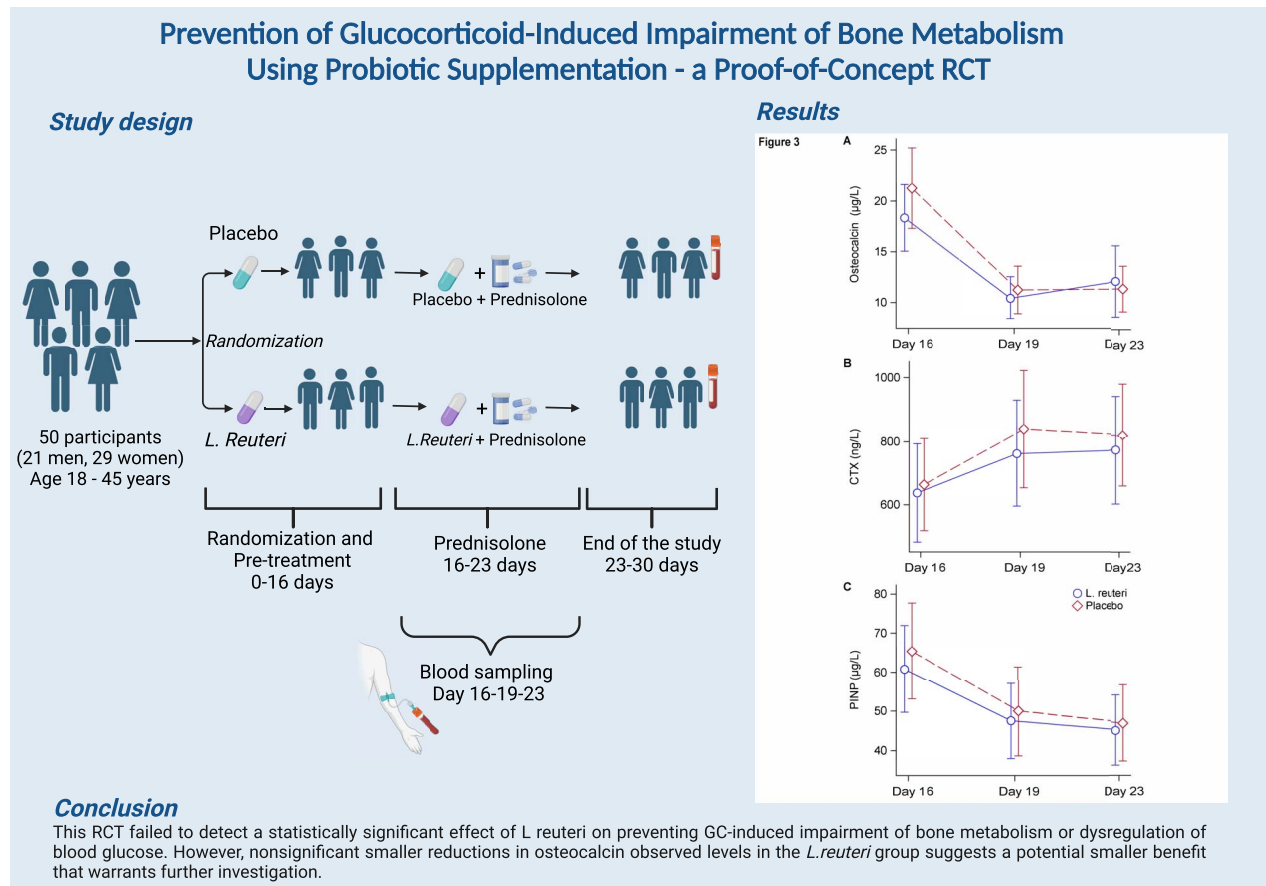 Prevention of Glucocorticoid-Induced Impairment of Bone Metabolism
Using Probiotic Supplementation - a Proof-of-Concept RCT
Study design
Placebo
Placebo + Prednisolone
Randomization
L. Reuteri
L.Reuteri + Prednisolone
50 participants
(21 men, 29 women)
Age 18 - 45 years
Randomization and
Pre-treatment
0-16 days
Prednisolone
16-23 days
End of the study
23-30 days
Blood sampling
Day 16-19-23
Results
Figure 3
A
Osteocalcin (µg/L)
25
20
15
10
Day 16
Day 19
Day 23
B
CTX (ng/L)
1000
800
600
Day 16
Day 19
Day23
C
PINP (µg/L)
80
70
60
50
40
L. reuteri
Placebo
Day 16
Day 19
Day 23
Conclusion
This RCT failed to detect a statistically significant effect of L reuteri on preventing GC-induced impairment of bone metabolism or dysregulation of
blood glucose. However, nonsignificant smaller reductions in osteocalcin observed levels in the L.reuteri group suggests a potential smaller benefit
that warrants further investigation.